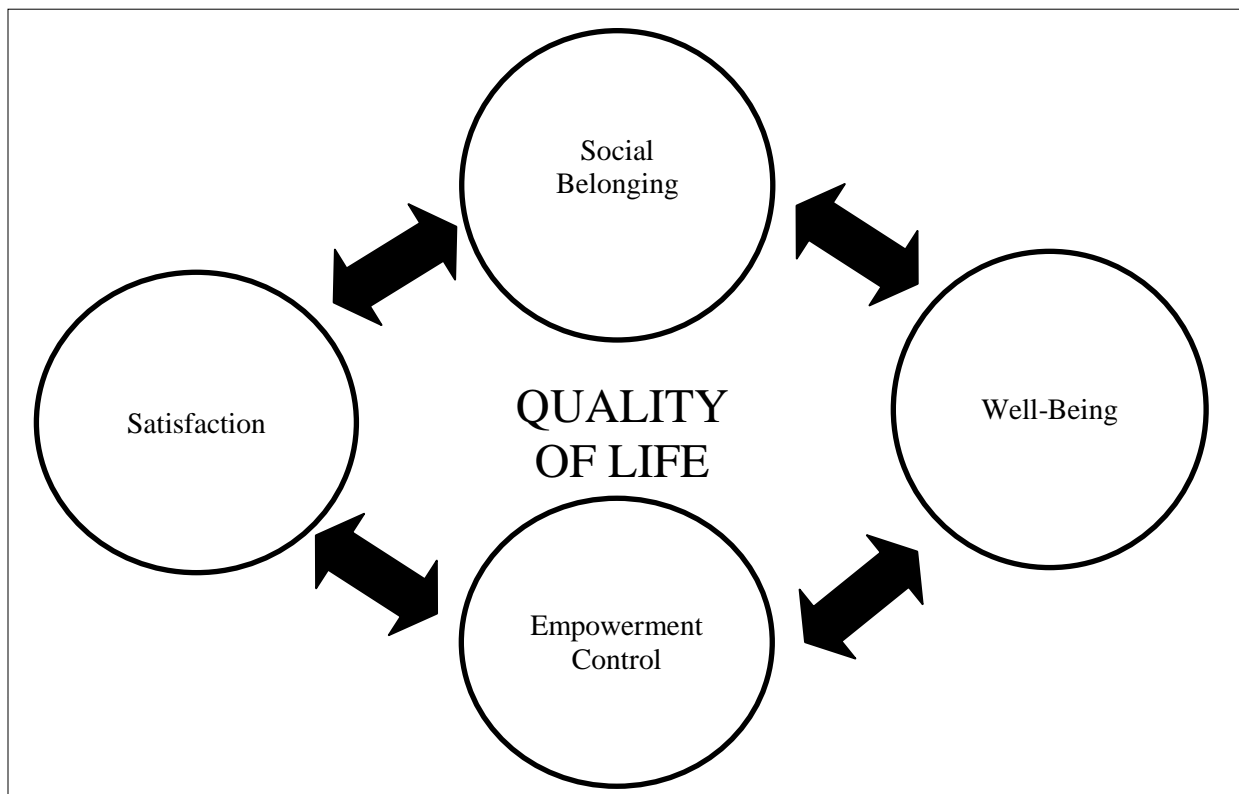 Social
Belonging
Satisfaction
QUALITY
OF LIFE
Well-Being
Empowerment
Control